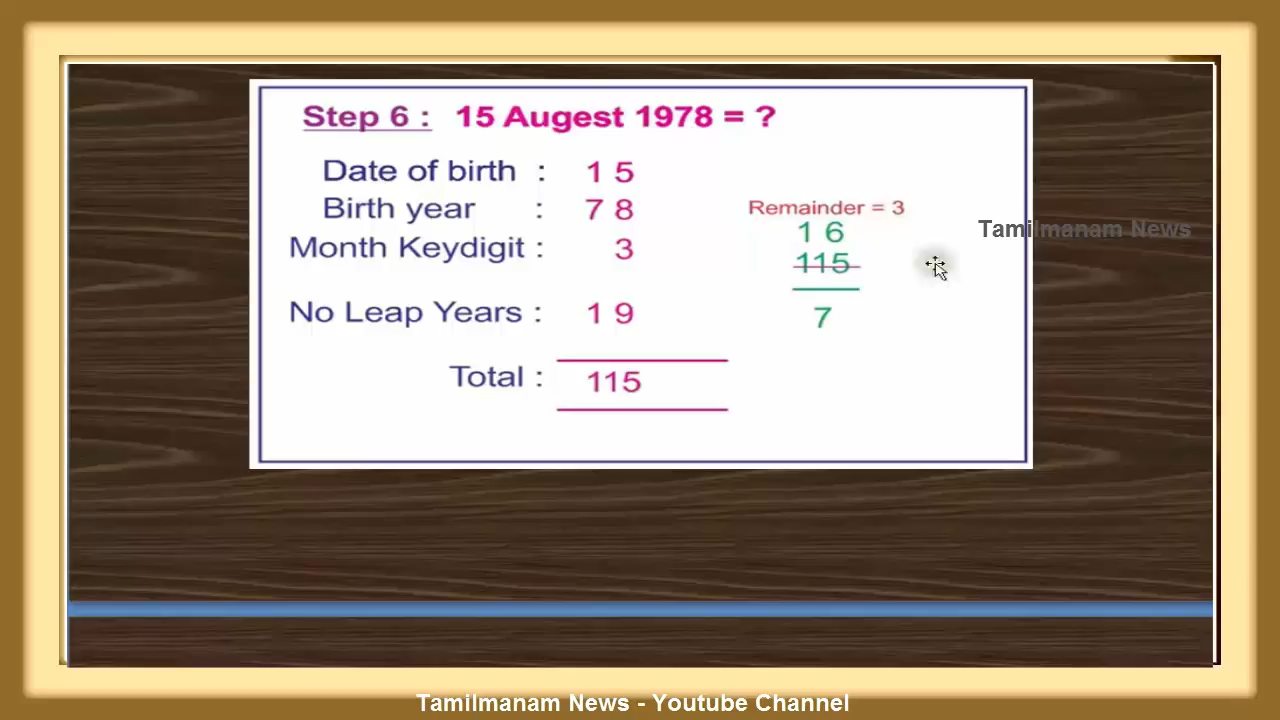 Step 6 : 15 Augest 1978 = ?
Date of birth : 1 5
Birth year : 7 8
Month Keydigit : 3
No Leap Years : 1 9
Total : 115
Remainder = 3
1 6
115
7
Tamilmanam News
Tamilmanam News - Youtube Channel